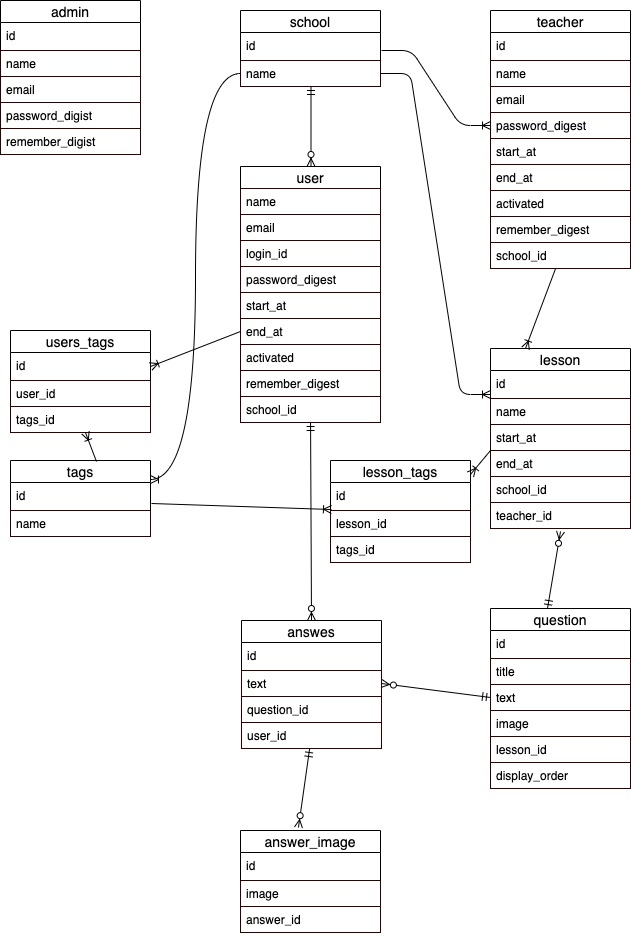 admin
id
name
email
password_digist
remember_digist
school
id
name
teacher
id
name
email
password_digest
start_at
end_at
activated
remember_digest
school_id
user
name
email
login_id
password_digest
start_at
end_at
activated
remember_digest
school_id
users_tags
id
user_id
tags_id
lesson
id
name
start_at
end_at
school_id
teacher_id
tags
id
name
lesson_tags
id
lesson_id
tags_id
answes
id
text
question_id
user_id
question
id
title
text
image
lesson_id
display_order
answer_image
id
image
answer_id